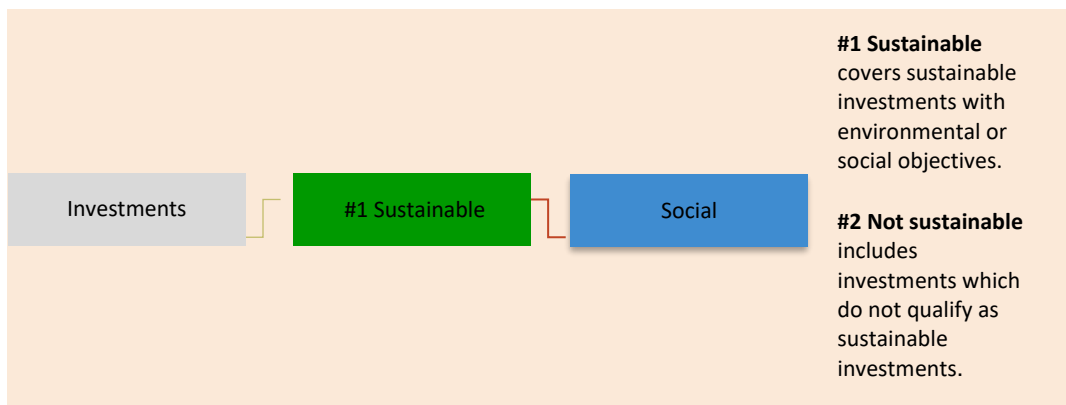 Investments
#1 Sustainable
Social
#1 Sustainable
covers sustainable
investments with
environmental or
social objectives.
#2 Not sustainable
includes
investments which
do not qualify as
sustainable
investments.